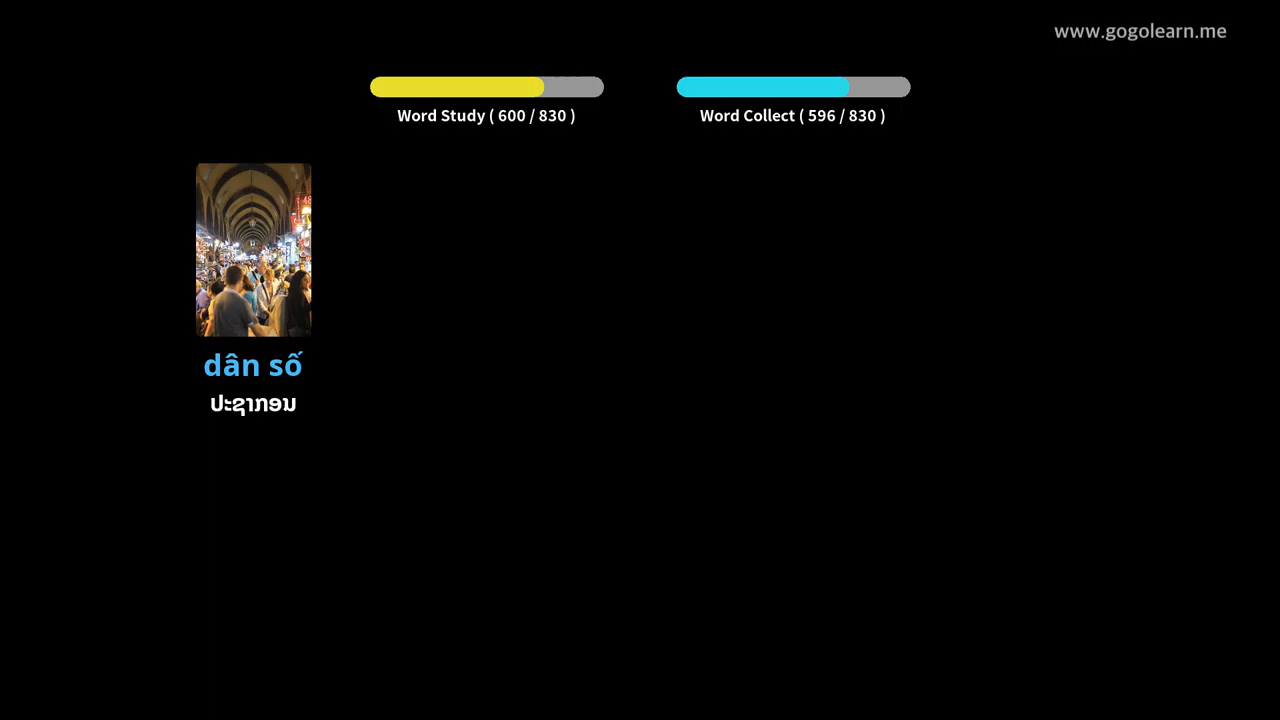 www.gogolearn.me
Word Study ( 600 / 830 )
Word Collect ( 596 / 830 )
dân số
ປະຊາກອນ